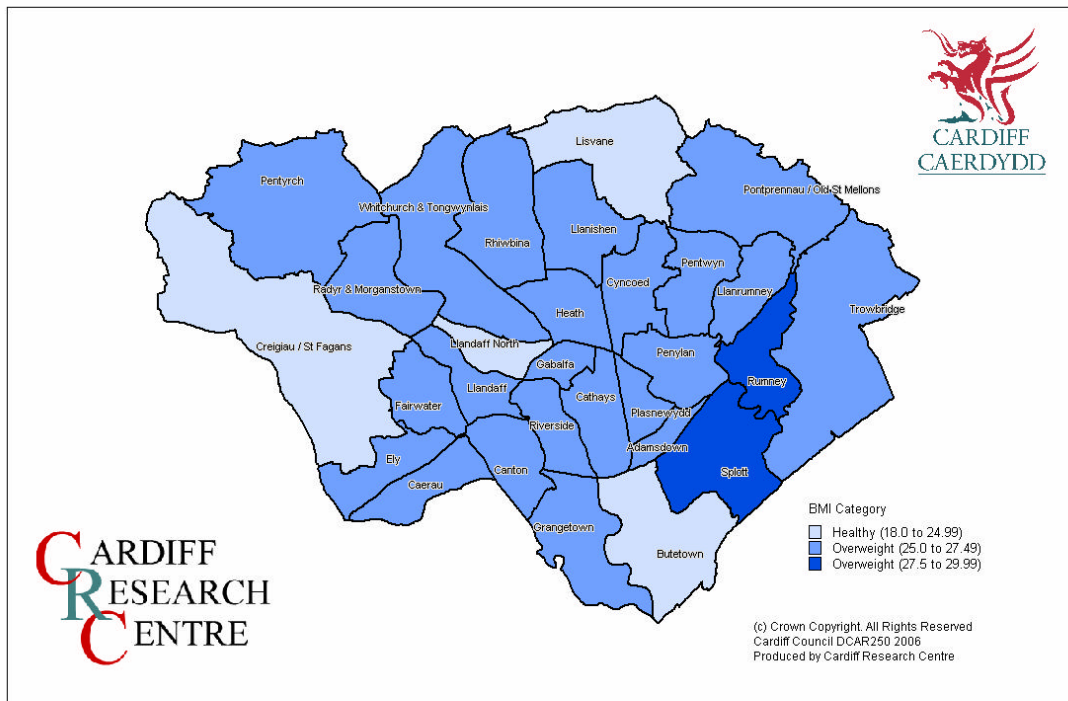 CARDIFF
CAERDYDD
Lisvane
Pentyrch
Pontprennau / Old St Mellons
Whitchurch & Tongwynlais
Rhiwbina
Llanishen
Pentwyn
Cyncoed
Radyr & Morganstown
Llanrumney
Trowbridge
Heath
Creigiau / St Fagans
Llandaff North
Penylan
Gabalfa
Rumney
Llandaff
Cathays
Fairwater
Plasnewydd
Riverside
Adamsdown
Ely
Canton
Splott
Caerau
Grangetown
Butetown
BMI Category
Healthy (18.0 to 24.99)
Overweight (25.0 to 27.49)
Overweight (27.5 to 29.99)
CARDIFF
RESEARCH
CENTRE
(c) Crown Copyright. All Rights Reserved
Cardiff Council DCAR250 2006
Produced by Cardiff Research Centre